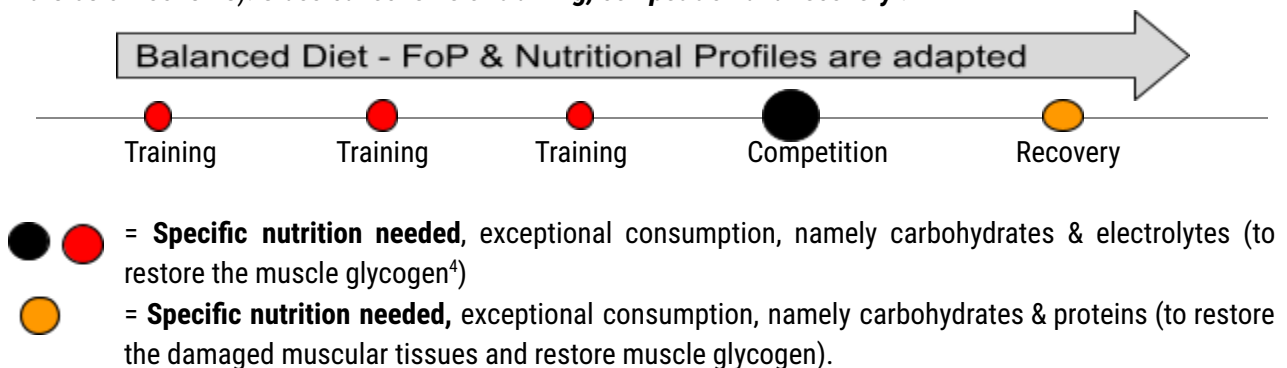 Balanced Diet - FoP & Nutritional Profiles are adapted
Training Training Training Competition Recovery
= Specific nutrition needed, exceptional consumption, namely carbohydrates & electrolytes (to
restore the muscle glycogen⁴)
= Specific nutrition needed, exceptional consumption, namely carbohydrates & proteins (to restore
the damaged muscular tissues and restore muscle glycogen).